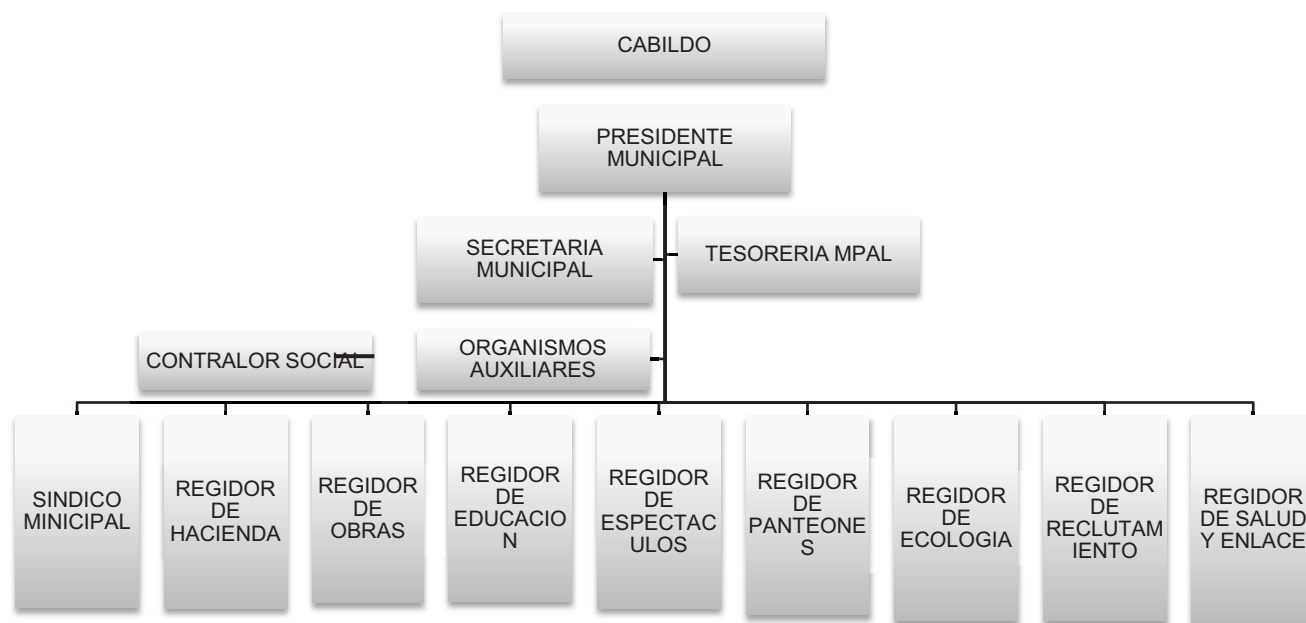 CABILDO
PRESIDENTE
MUNICIPAL
SECRETARIA
MUNICIPAL
TESORERIA MPAL
CONTRALOR SOCIAL
ORGANISMOS
AUXILIARES
SINDICO
MINICIPAL
REGIDOR
DE
HACIENDA
REGIDOR
DE
OBRAS
REGIDOR
DE
EDUCACIO
N
REGIDOR
DE
ESPECTAC
ULOS
REGIDOR
DE
PANTEONE
S
REGIDOR
DE
ECOLOGIA
REGIDOR
DE
RECLUTAM
IENTO
REGIDOR
DE SALUD
Y ENLACE